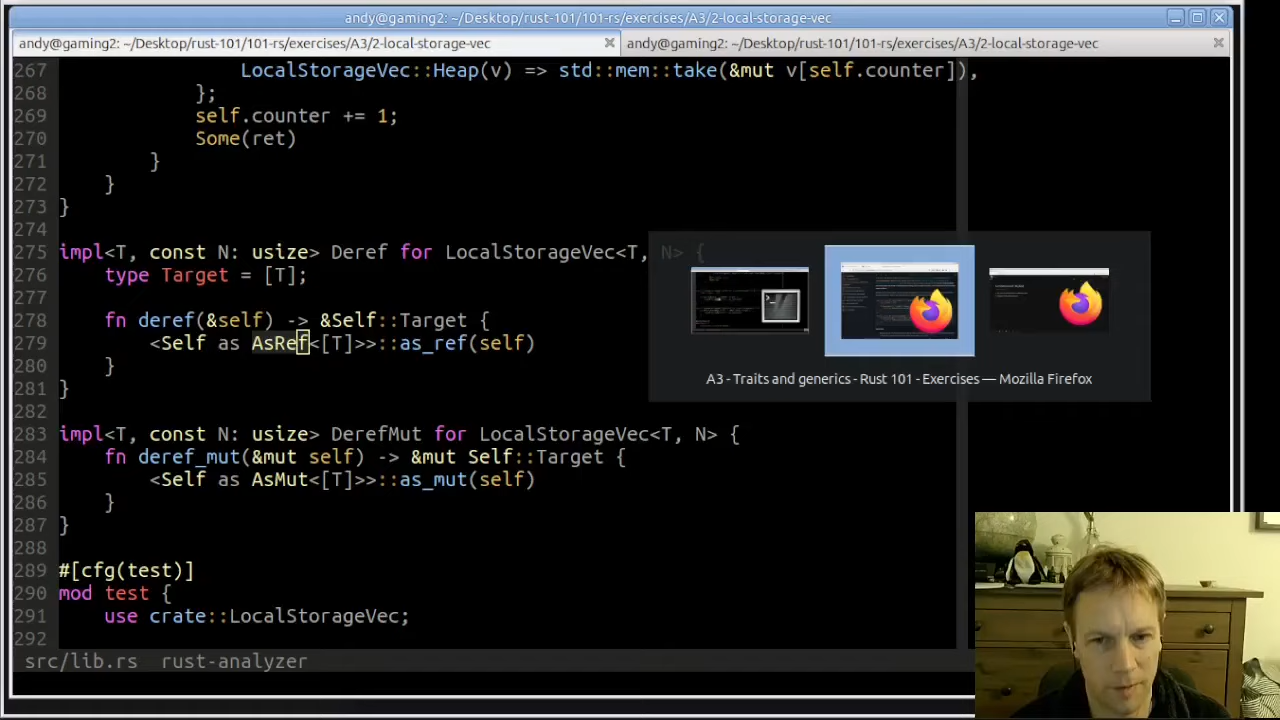 andy@gaming2: ~/Desktop/rust-101/101-rs/exercises/A3/2-local-storage-vec
andy@gaming2: ~/Desktop/rust-101/101-rs/exercises/A3/2-local-storage-vec
andy@gaming2: ~/Desktop/rust-101/101-rs/exercises/A3/2-local-storage-vec
267 LocalStorageVec::Heap(v) => std::mem::take(&mut v[self.counter]),
268 };
269 self.counter += 1;
270 Some(ret)
271 }
272 }
273 }
274
275 impl<T, const N: usize> Deref for LocalStorageVec<T, N> {
276 type Target = [T];
277
278 fn deref(&self) -> &Self::Target {
279 <Self as AsRef<[T]>>::as_ref(self)
280 }
281 }
282
283 impl<T, const N: usize> DerefMut for LocalStorageVec<T, N> {
284 fn deref_mut(&mut self) -> &mut Self::Target {
285 <Self as AsMut<[T]>>::as_mut(self)
286 }
287 }
288
289 #[cfg(test)]
290 mod test {
291 use crate::LocalStorageVec;
292
src/lib.rs rust-analyzer
A3 - Traits and generics - Rust 101 - Exercises — Mozilla Firefox